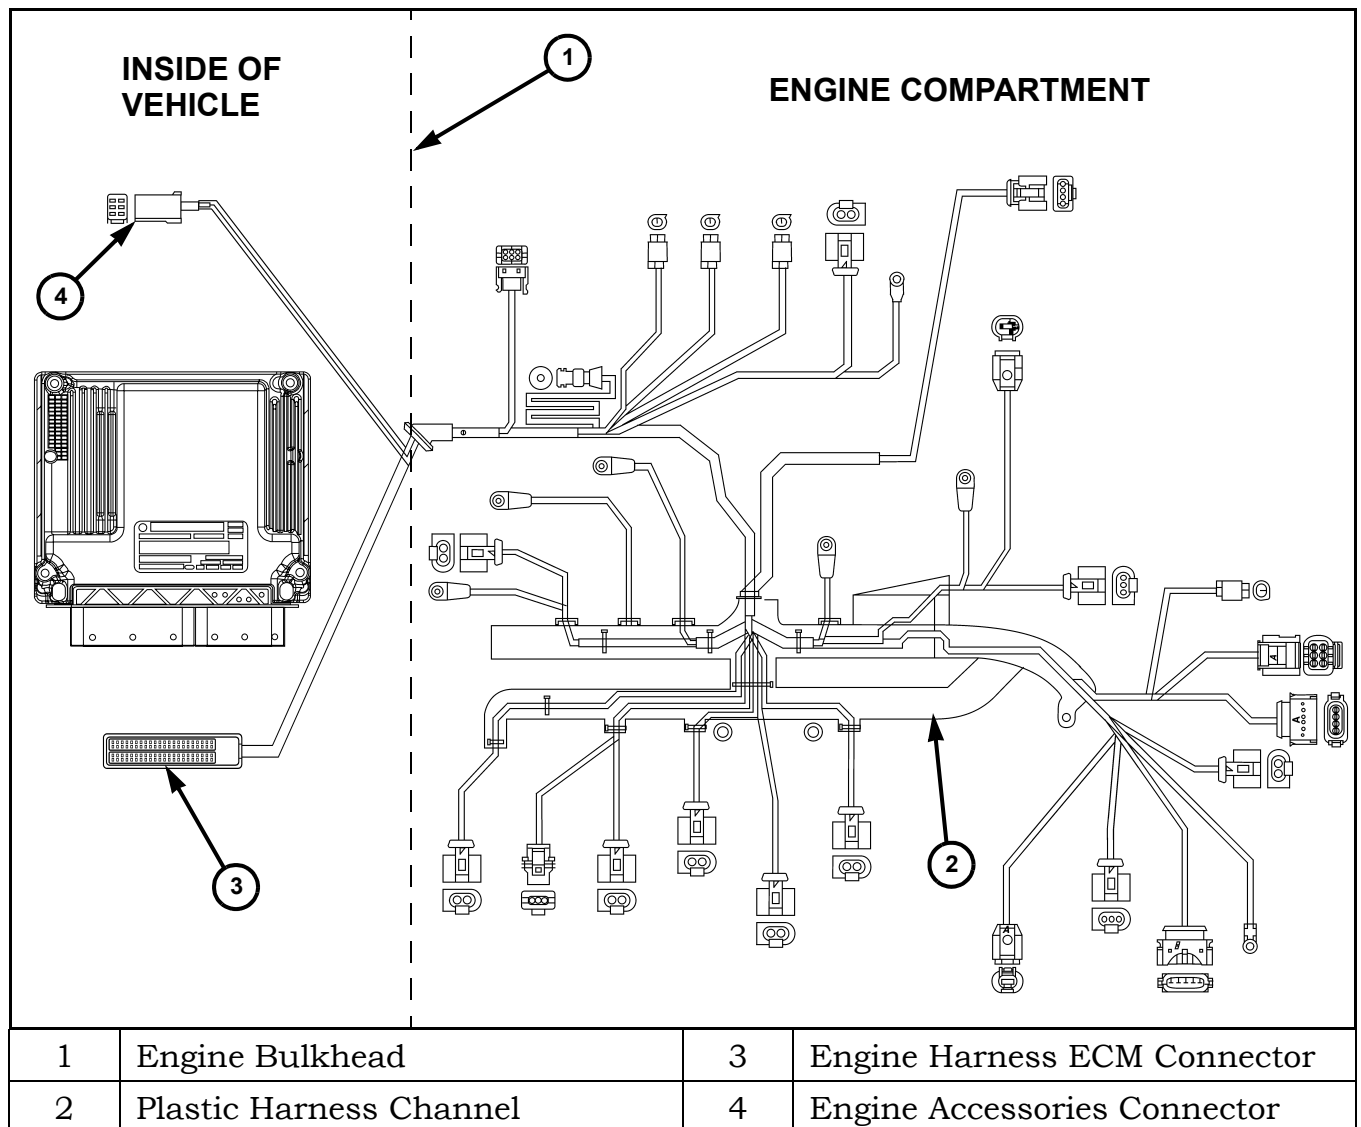 INSIDE OF
VEHICLE
1
ENGINE COMPARTMENT
4
3
2
A
A
A
1 Engine Bulkhead 3 Engine Harness ECM Connector
2 Plastic Harness Channel 4 Engine Accessories Connector